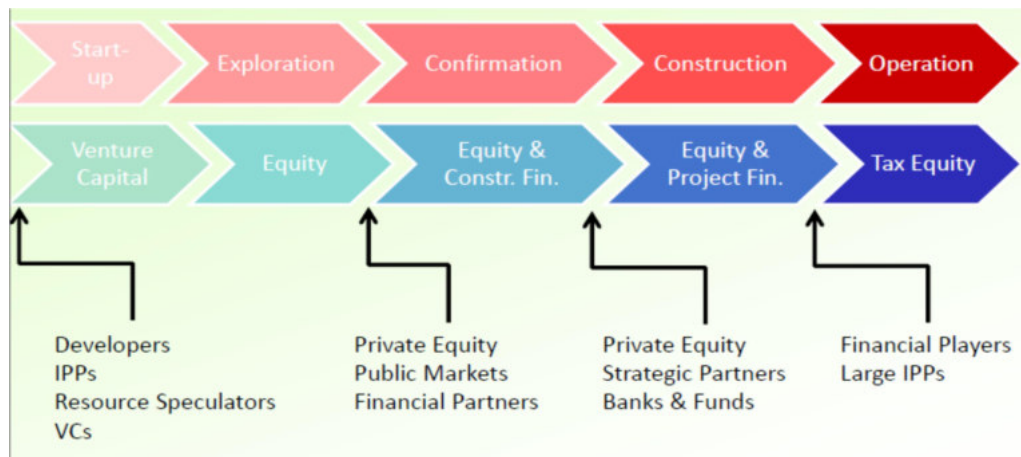 Start-
up
Exploration
Confirmation
Construction
Operation
Venture
Capital
Equity
Equity &
Constr. Fin.
Equity &
Project Fin.
Tax Equity
Developers
IPPs
Resource Speculators
VCs
Private Equity
Public Markets
Financial Partners
Private Equity
Strategic Partners
Banks & Funds
Financial Players
Large IPPs